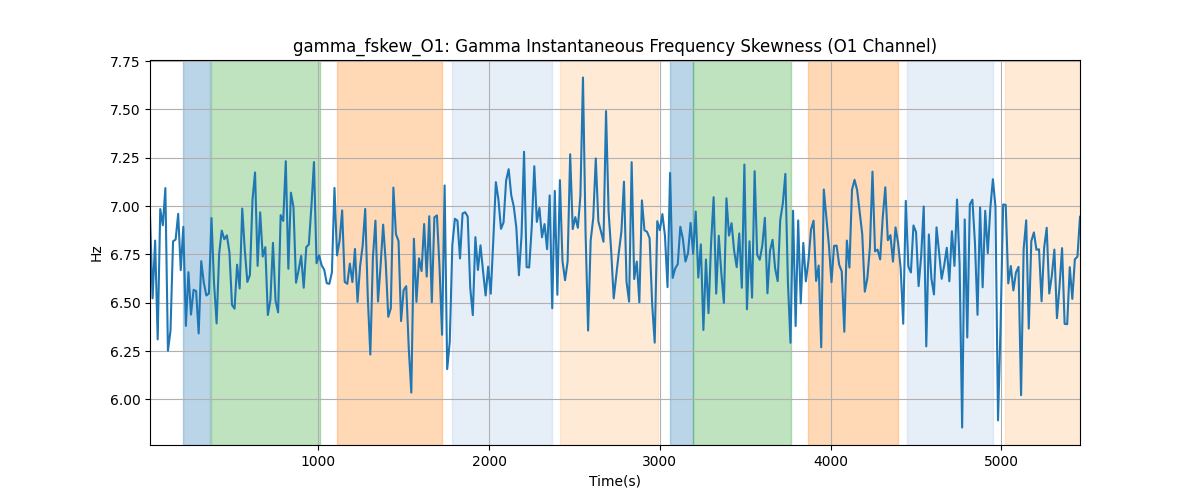 gamma_fskew_O1: Gamma Instantaneous Frequency Skewness (O1 Channel)
7.75
7.50
7.25
7.00
6.75
6.50
6.25
6.00
Hz
1000 2000 3000 4000 5000
Time(s)